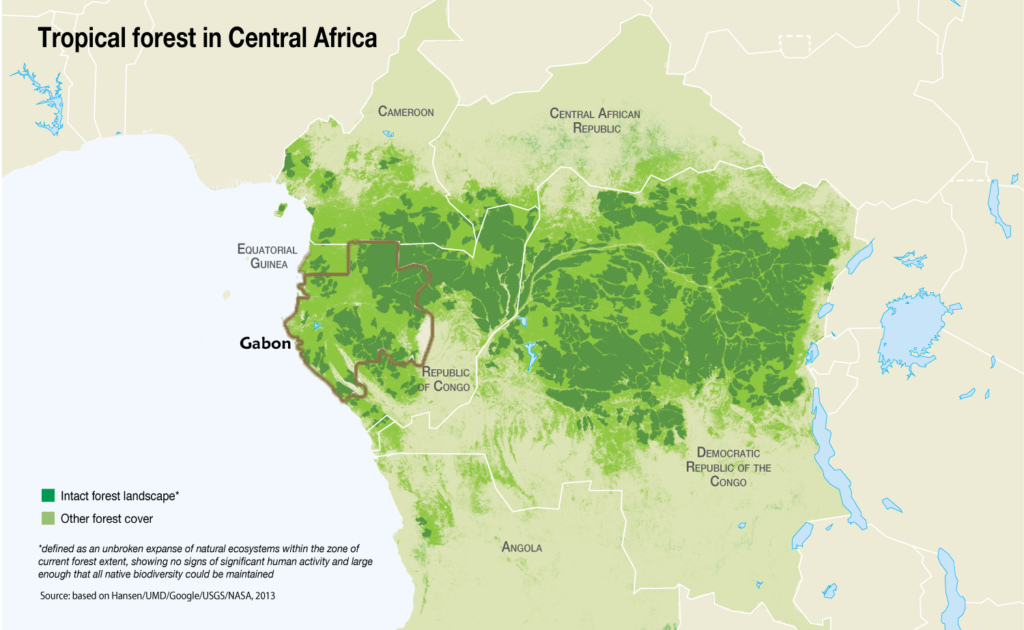 Tropical forest in Central Africa
CAMEROON
CENTRAL AFRICAN
REPUBLIC
EQUATORIAL
GUINEA
Gabon
REPUBLIC
OF CONGO
DEMOCRATIC
REPUBLIC OF THE
CONGO
ANGOLA
Intact forest landscape*
Other forest cover
*defined as an unbroken expanse of natural ecosystems within the zone of
current forest extent, showing no signs of significant human activity and large
enough that all native biodiversity could be maintained
Source: based on Hansen/UMD/Google/USGS/NASA, 2013